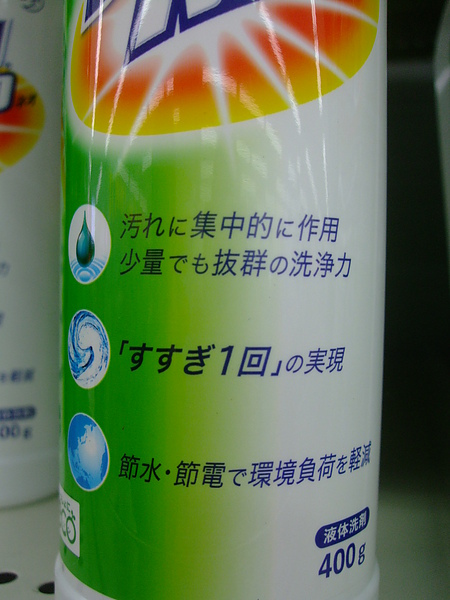 汚れに集中的に作用
少量でも抜群の洗浄力
「すすぎ1回」の実現
節水・節電で環境負荷を軽減
液体洗剤
400g